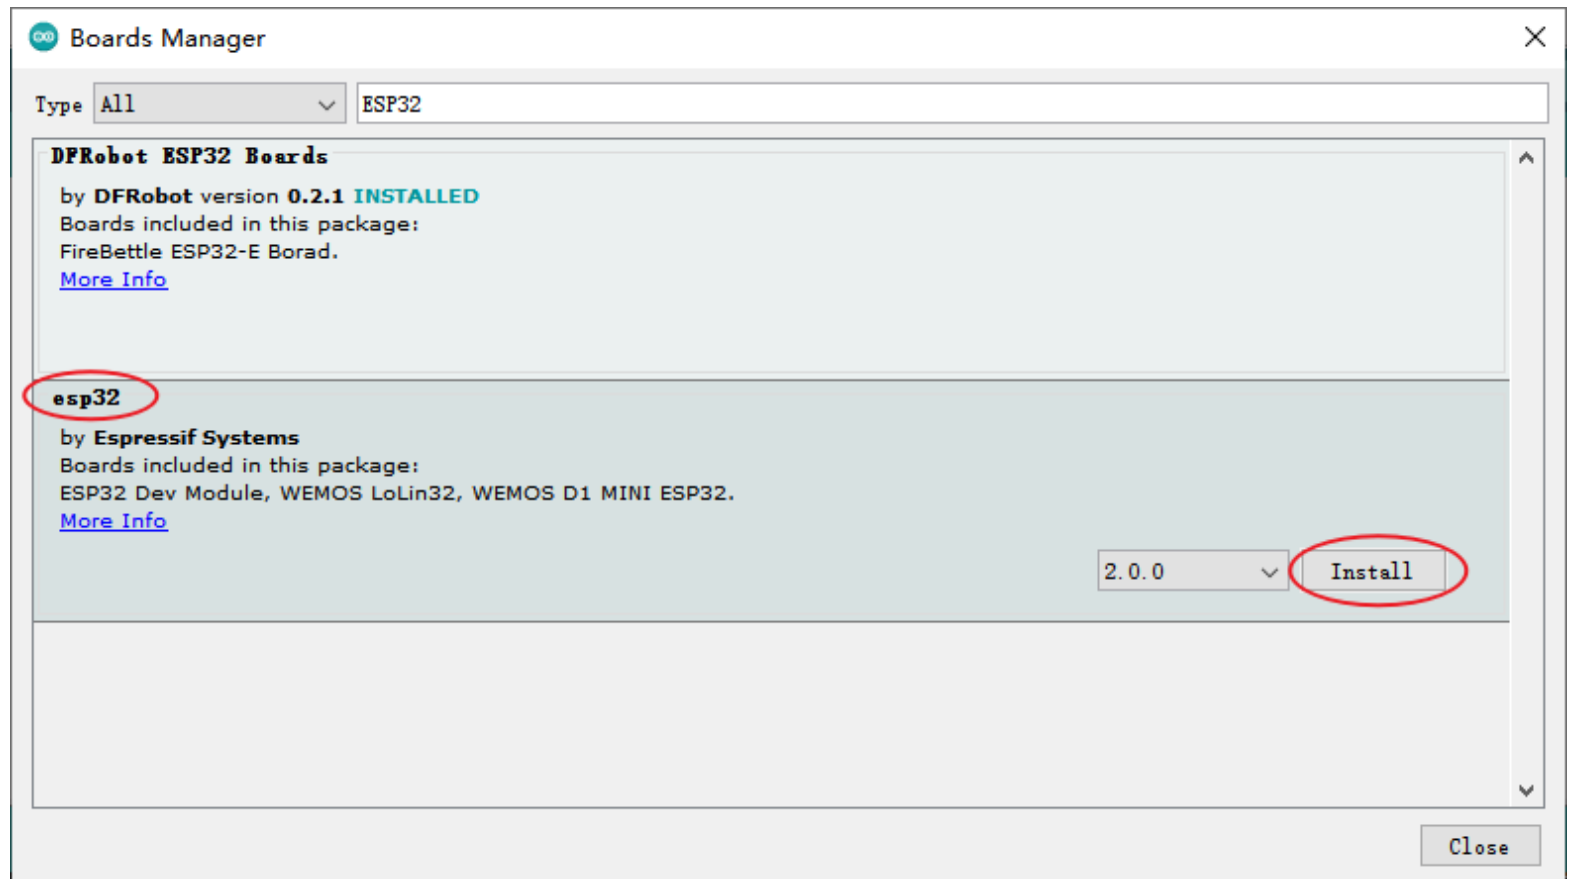 Boards Manager
Type All ESP32
DFRobot ESP32 Boards
by DFRobot version 0.2.1 INSTALLED
Boards included in this package:
FireBettle ESP32-E Borad.
More Info
esp32
by Espressif Systems
Boards included in this package:
ESP32 Dev Module, WEMOS LoLin32, WEMOS D1 MINI ESP32.
More Info
2.0.0 Install
Close